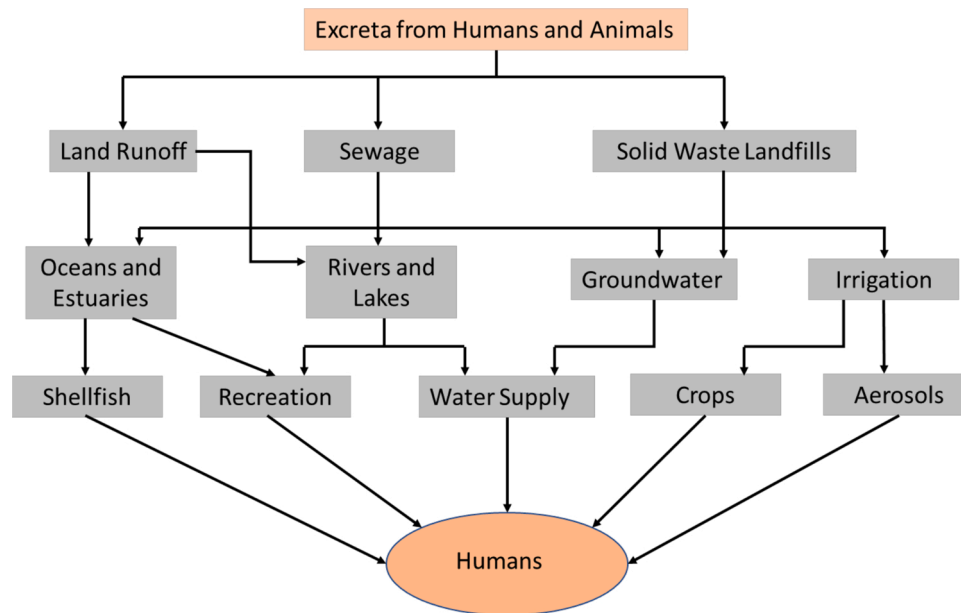 Excreta from Humans and Animals
Land Runoff
Sewage
Solid Waste Landfills
Oceans and
Estuaries
Rivers and
Lakes
Groundwater
Irrigation
Shellfish
Recreation
Water Supply
Crops
Aerosols
Humans